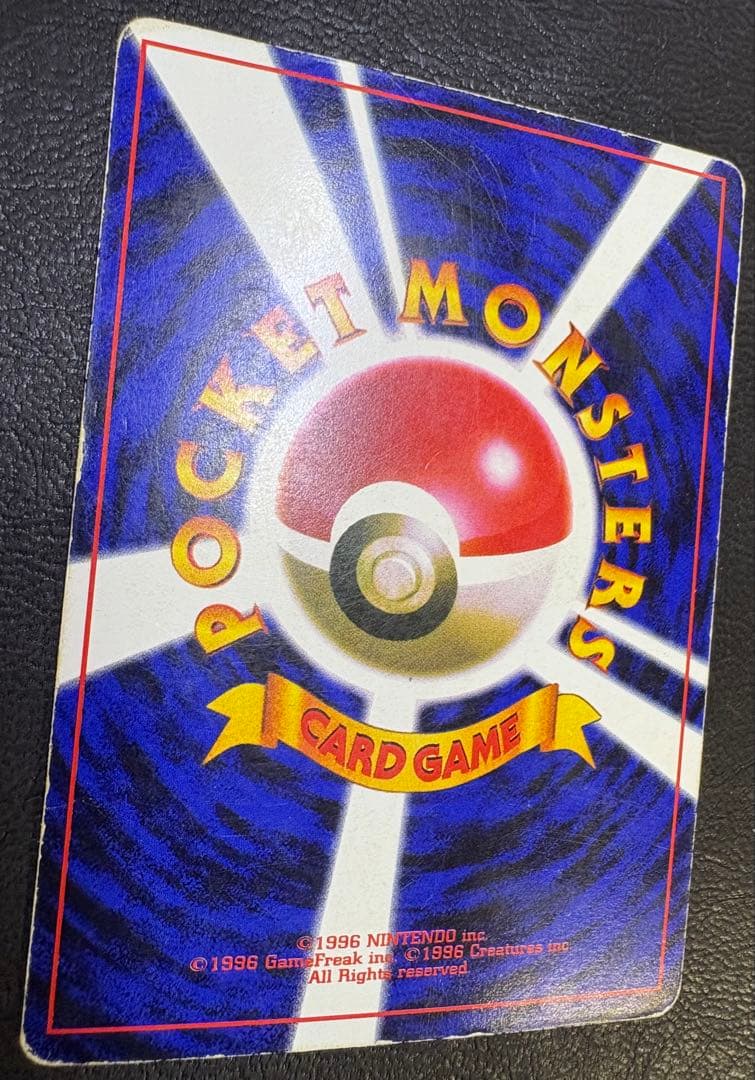 POCKET MONSTERS
CARD GAME
©1996 NINTENDO inc.
©1996 GameFreak inc. ©1996 Creatures inc
All Rights reserved